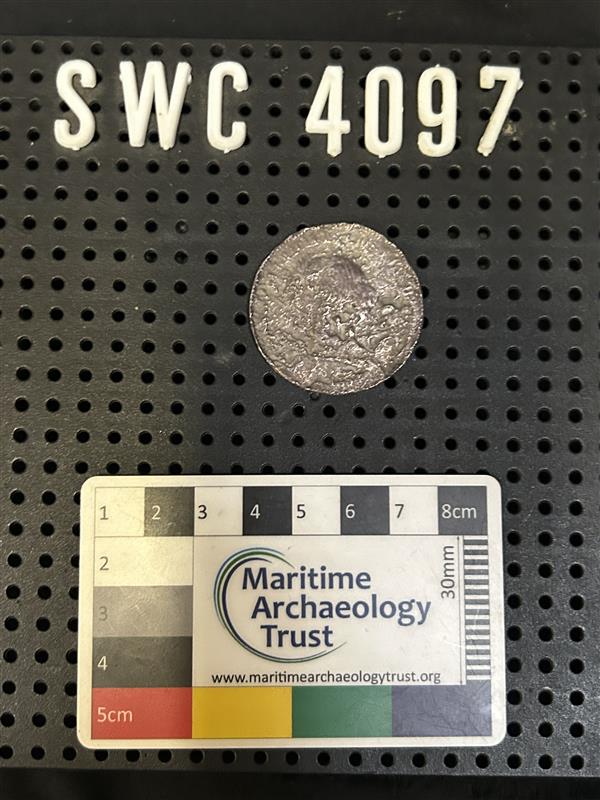 SWC 4097
1 2 3 4 5 6 7 8cm
2
3
4
5cm
30mm
Maritime
Archaeology
Trust
www.maritimearchaeologytrust.org